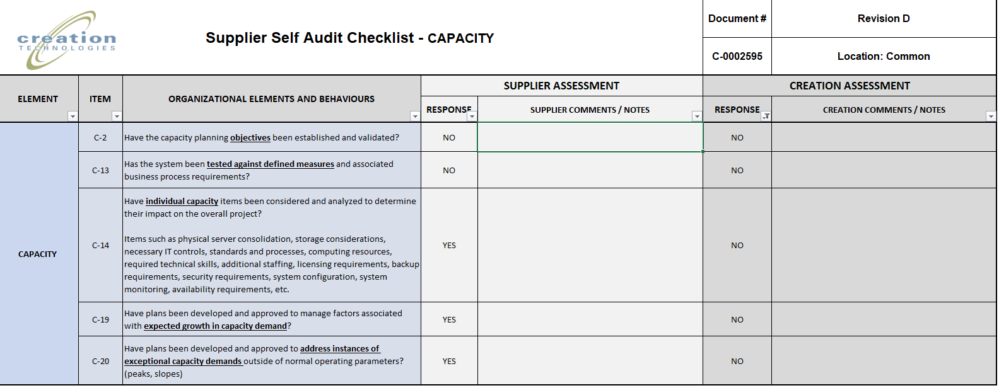 creation
TECHNOLOGIES
Supplier Self Audit Checklist - CAPACITY
Document #
Revision D
C-0002595
Location: Common
ELEMENT
ITEM
ORGANIZATIONAL ELEMENTS AND BEHAVIOURS
SUPPLIER ASSESSMENT
CREATION ASSESSMENT
RESPONSE
SUPPLIER COMMENTS / NOTES
RESPONSE
CREATION COMMENTS / NOTES
CAPACITY
C-2
Have the capacity planning objectives been established and validated?
NO
NO
C-13
Has the system been tested against defined measures and associated
business process requirements?
NO
NO
C-14
Have individual capacity items been considered and analyzed to determine
their impact on the overall project?
Items such as physical server consolidation, storage considerations,
necessary IT controls, standards and processes, computing resources,
required technical skills, additional staffing, licensing requirements, backup
requirements, security requirements, system configuration, system
monitoring, availability requirements, etc.
YES
NO
C-19
Have plans been developed and approved to manage factors associated
with expected growth in capacity demand?
YES
NO
C-20
Have plans been developed and approved to address instances of
exceptional capacity demands outside of normal operating parameters?
(peaks, slopes)
YES
NO